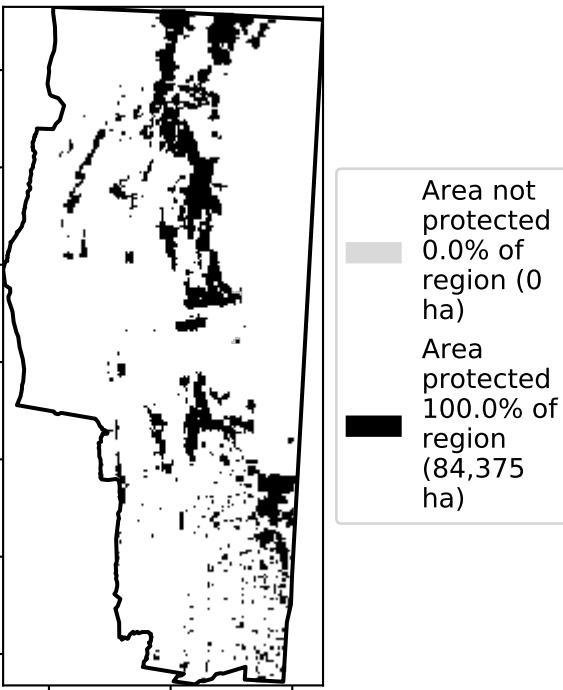 Area not
protected
0.0% of
region (0
ha)
Area
protected
100.0% of
region
(84,375
ha)